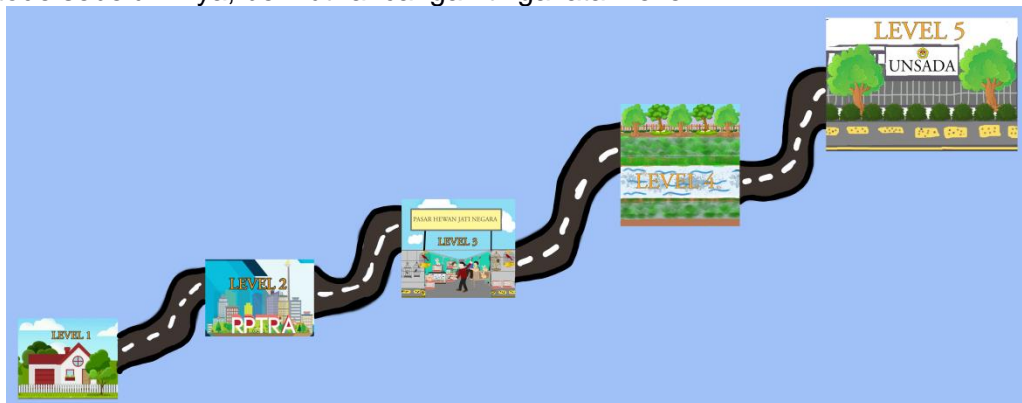 LEVEL 1
LEVEL 2
RPTRA
PASAR HEWAN JATI NEGARA
LEVEL 3
LEVEL 4
LEVEL 5
UNSADA